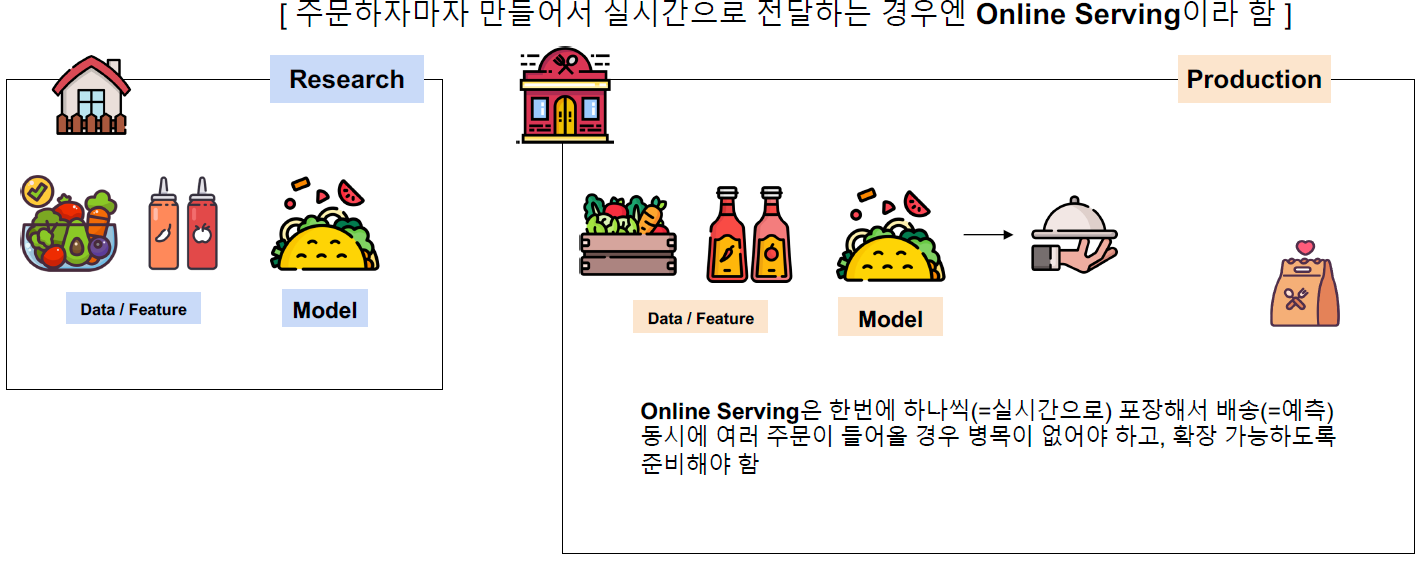 [ 주문하자마자 만들어서 실시간으로 전달하는 경우엔 Online Serving이라 함 ]
Research
Production
Data / Feature
Model
Data / Feature
Model
Online Serving은 한번에 하나씩(=실시간으로) 포장해서 배송(=예측)
동시에 여러 주문이 들어올 경우 병목이 없어야 하고, 확장 가능하도록
준비해야 함